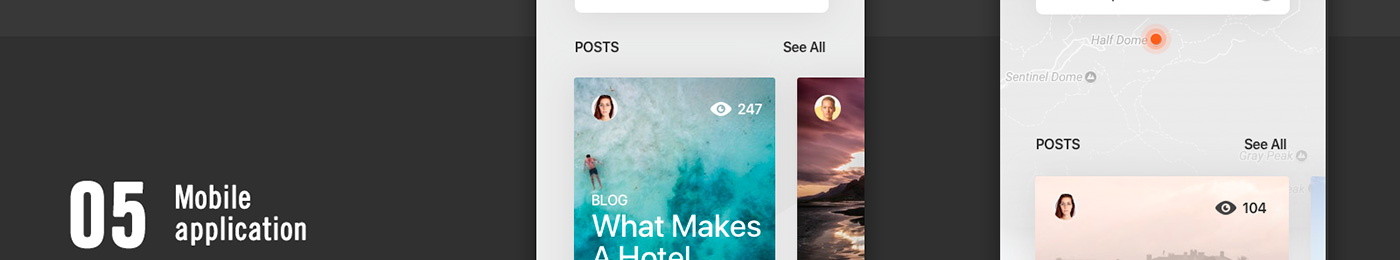 05
Mobile
application
POSTS
See All
247
BLOG
What Makes
A Hotel
Half Dome
Sentinel Dome
POSTS
See All
Gray Peak
104